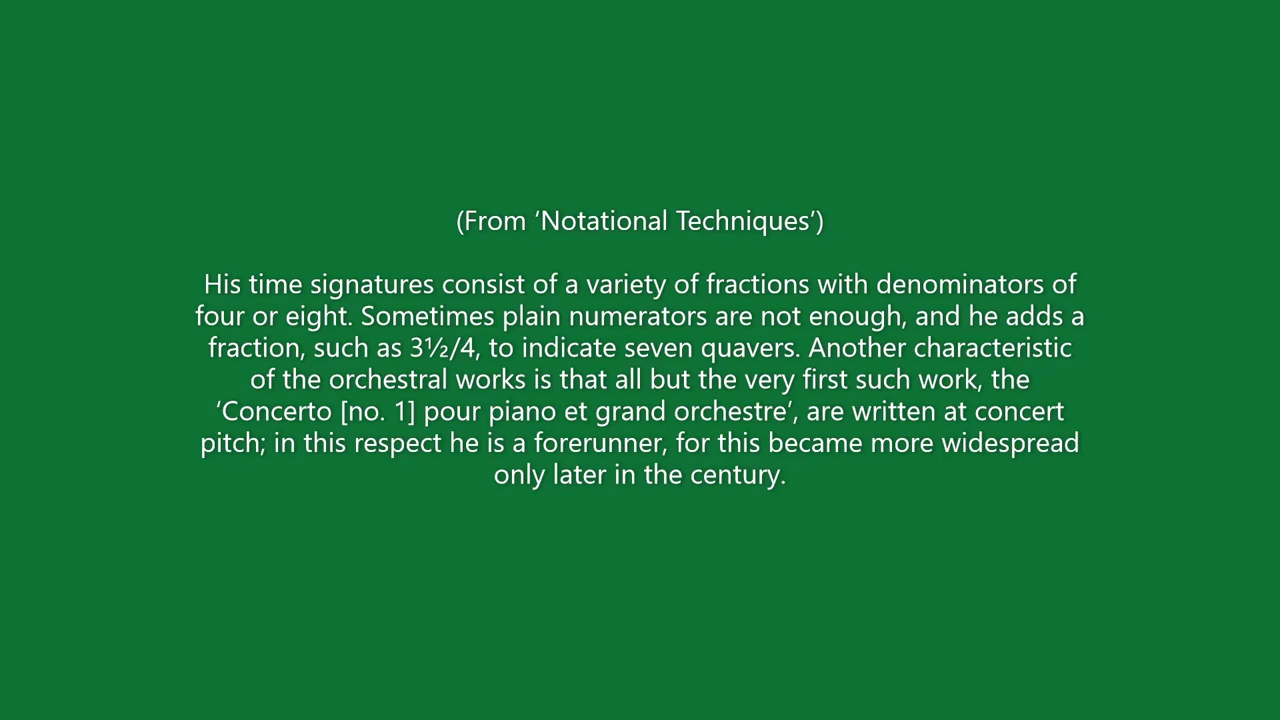 (From ‘Notational Techniques’)
His time signatures consist of a variety of fractions with denominators of
four or eight. Sometimes plain numerators are not enough, and he adds a
fraction, such as 3½/4, to indicate seven quavers. Another characteristic
of the orchestral works is that all but the very first such work, the
‘Concerto [no. 1] pour piano et grand orchestre’, are written at concert
pitch; in this respect he is a forerunner, for this became more widespread
only later in the century.